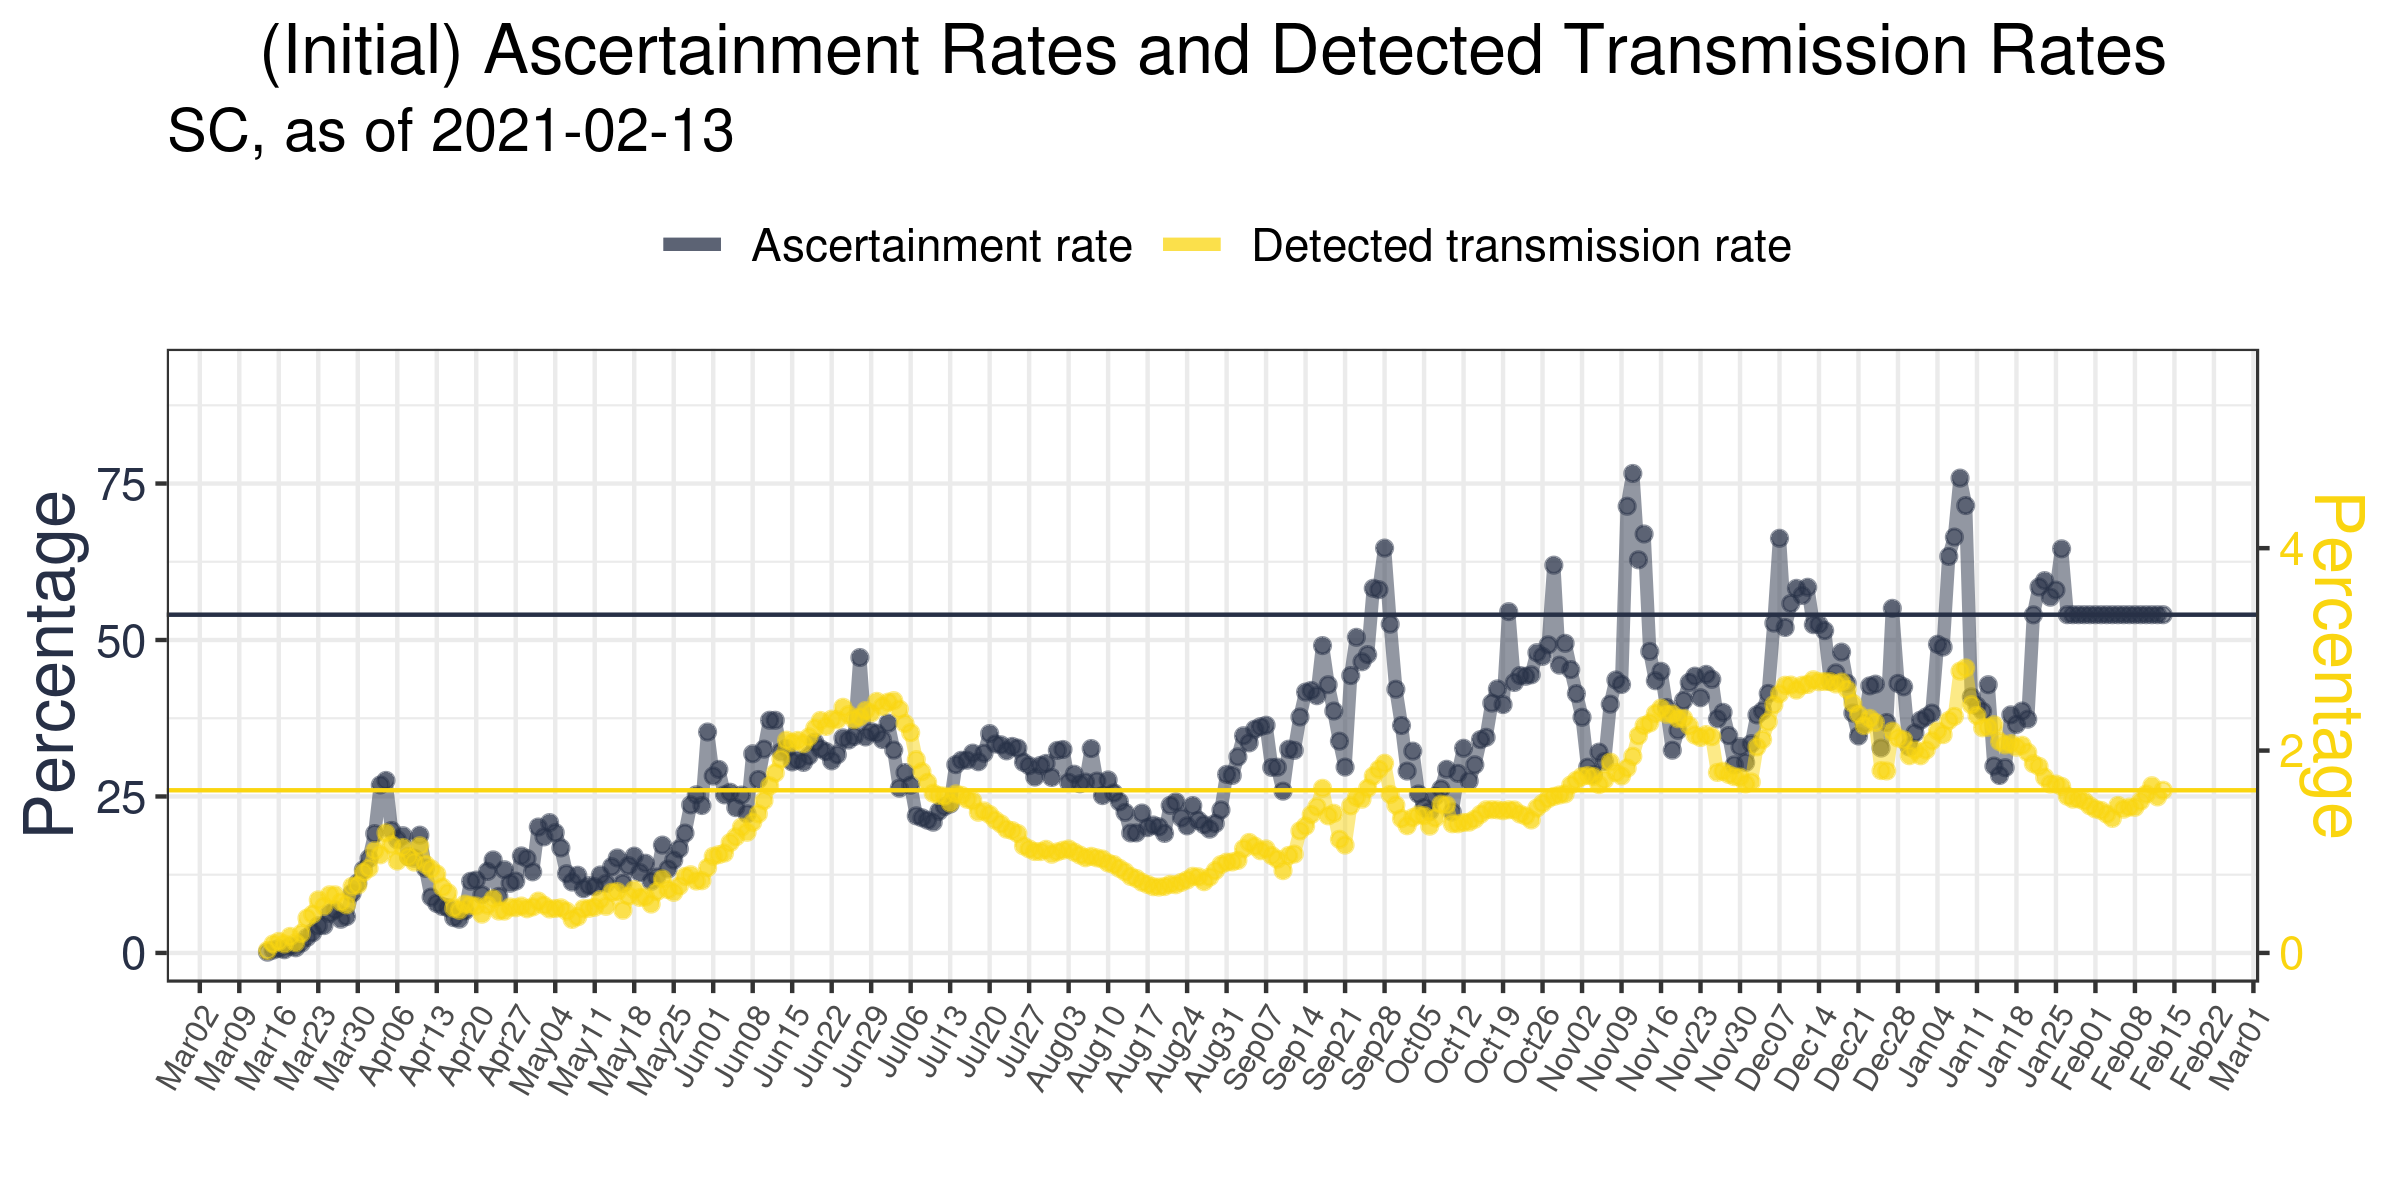 (Initial) Ascertainment Rates and Detected Transmission Rates
SC, as of 2021-02-13
Ascertainment rate
Detected transmission rate
Percentage
75
50
25
0
4
2
0
Percentage
Mar02
Mar09
Mar16
Mar23
Mar30
Apr06
Apr13
Apr20
Apr27
May04
May11
May18
May25
Jun01
Jun08
Jun15
Jun22
Jun29
Jul06
Jul13
Jul20
Jul27
Aug03
Aug10
Aug17
Aug24
Aug31
Sep07
Sep14
Sep21
Sep28
Oct05
Oct12
Oct19
Oct26
Nov02
Nov09
Nov16
Nov23
Nov30
Dec07
Dec14
Dec21
Dec28
Jan04
Jan11
Jan18
Jan25
Feb01
Feb08
Feb15
Feb22
Mar01